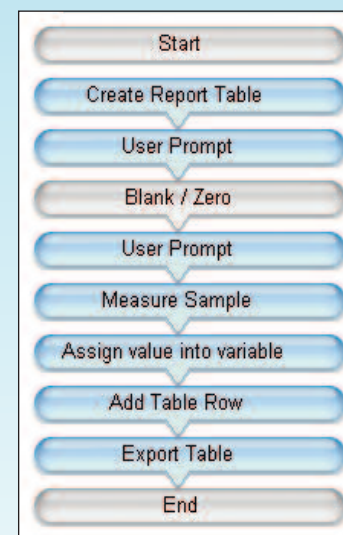 Start
Create Report Table
User Prompt
Blank / Zero
User Prompt
Measure Sample
Assign value into variable
Add Table Row
Export Table
End